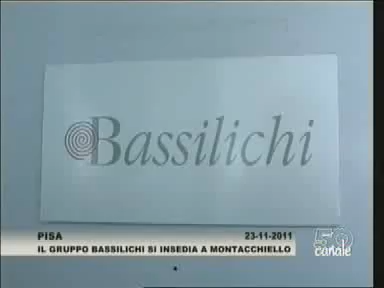 Bassilichi
PISA 23-11-2011
IL GRUPPO BASSILICHI SI INSEDIA A MONTACCHIELLO
50 canale